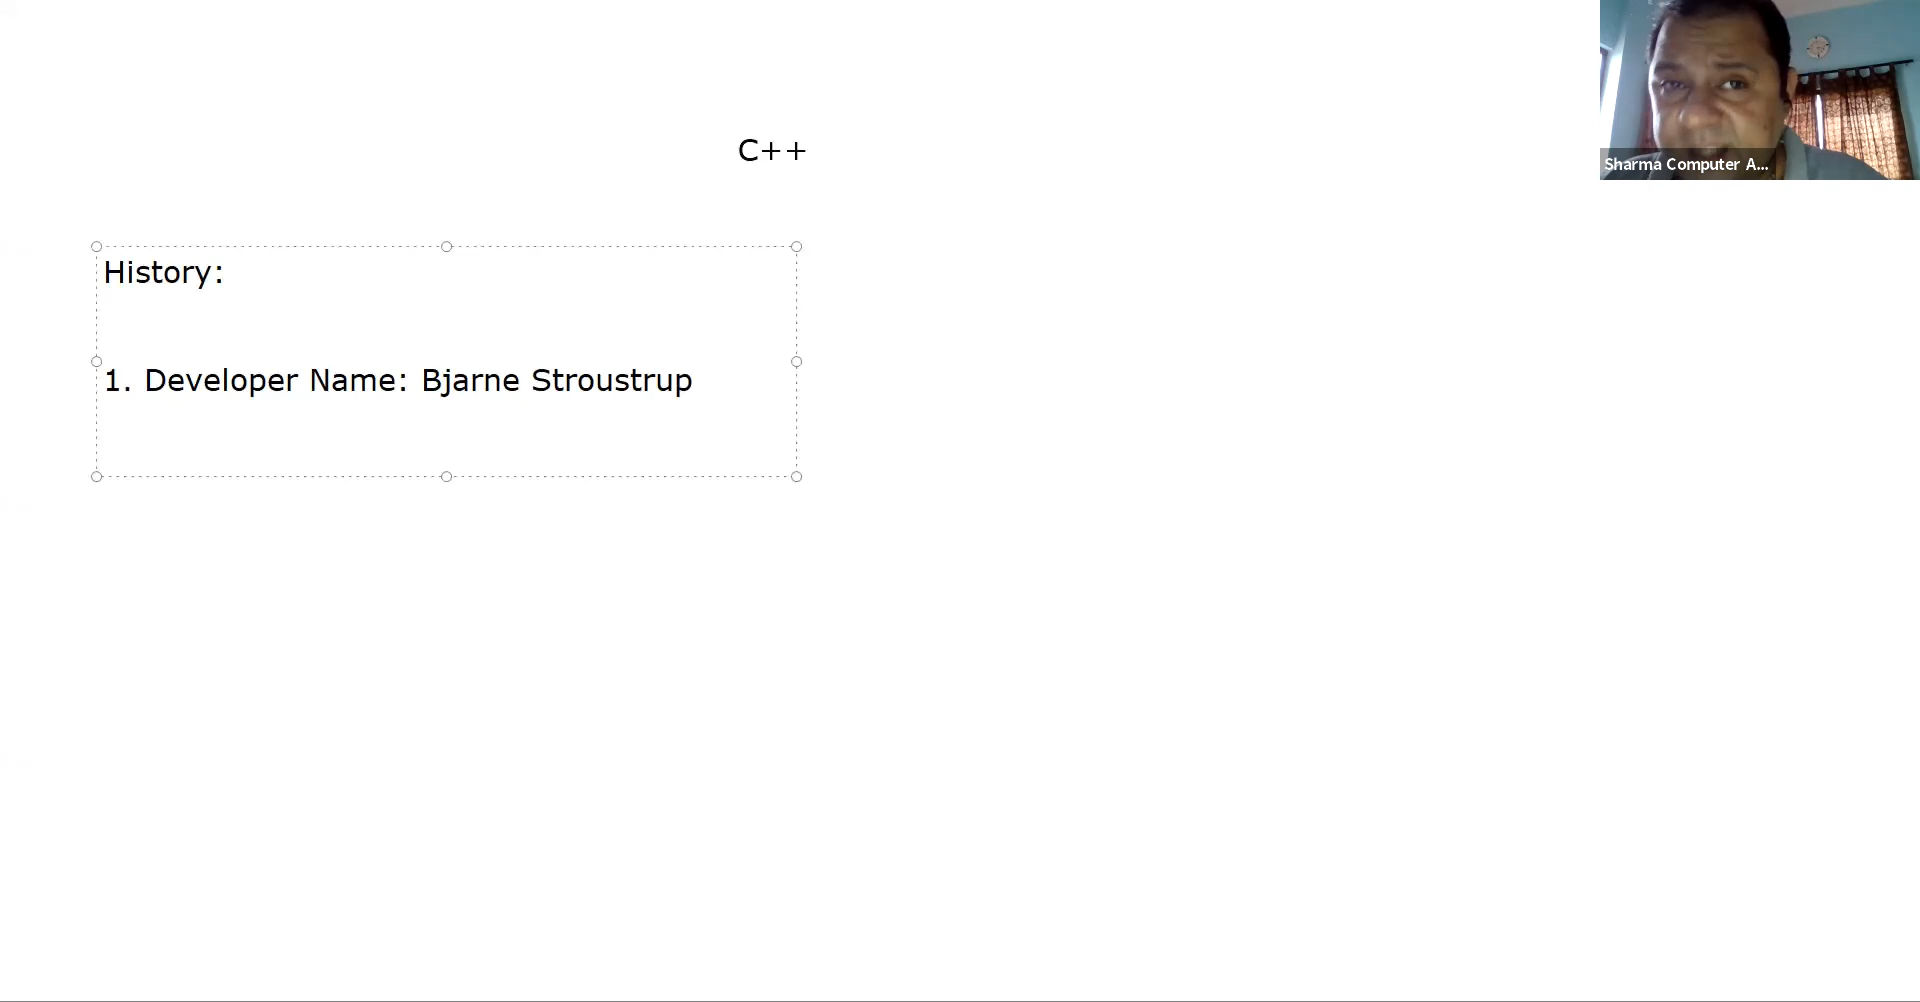 C++
Sharma Computer A...
History:
1. Developer Name: Bjarne Stroustrup